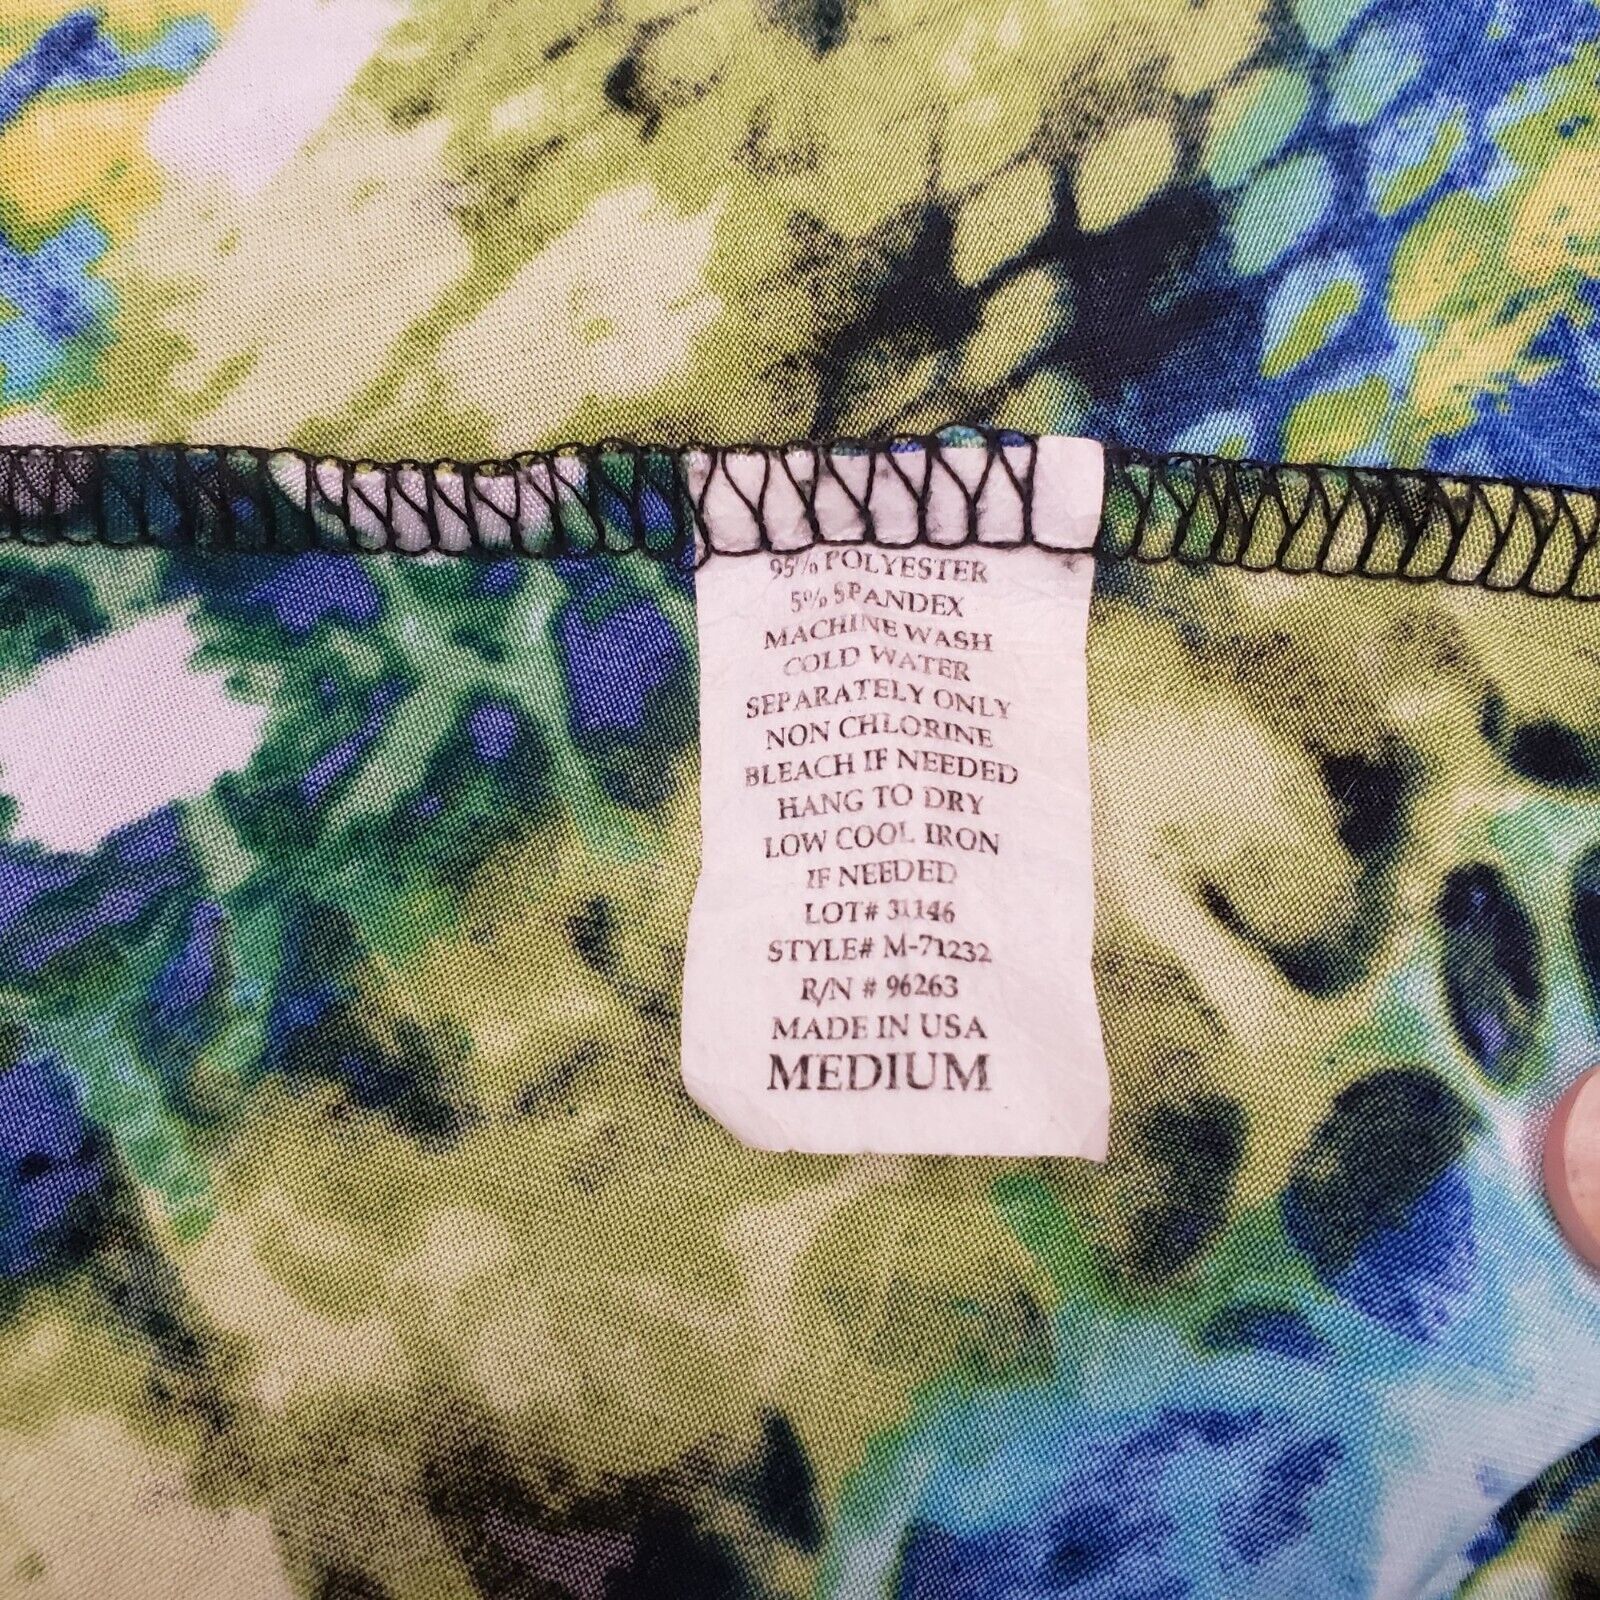 95% POLYESTER
5% SPANDEX
MACHINE WASH
COLD WATER
SEPARATELY ONLY
NON CHLORINE
BLEACH IF NEEDED
HANG TO DRY
LOW COOL IRON
IF NEEDED
LOT# 31146
STYLE# M-71232
R/N # 96263
MADE IN USA
MEDIUM